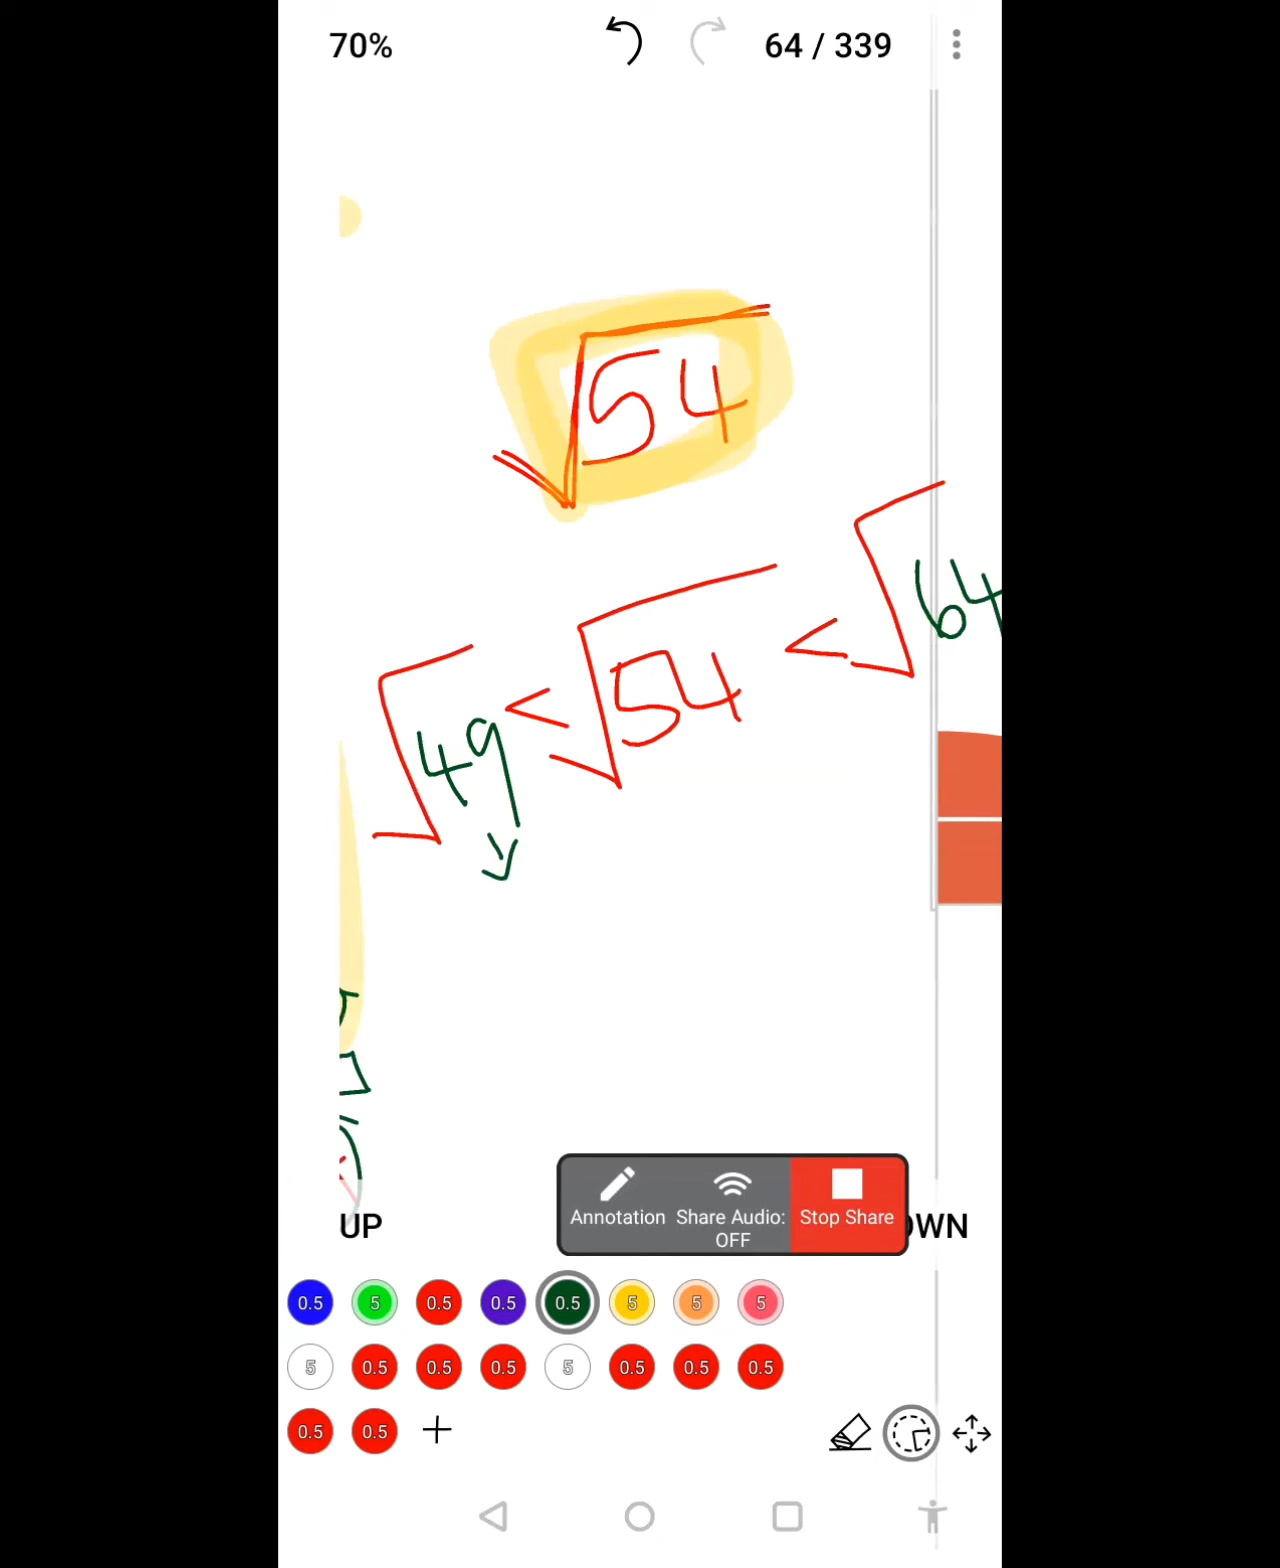 70% 64 / 339
√54
√49 < √54 < √64
Annotation Share Audio: OFF Stop Share
UP OWN
0.5 5 0.5 0.5 0.5 5 5 5
5 0.5 0.5 0.5 5 0.5 0.5 0.5
0.5 0.5 +